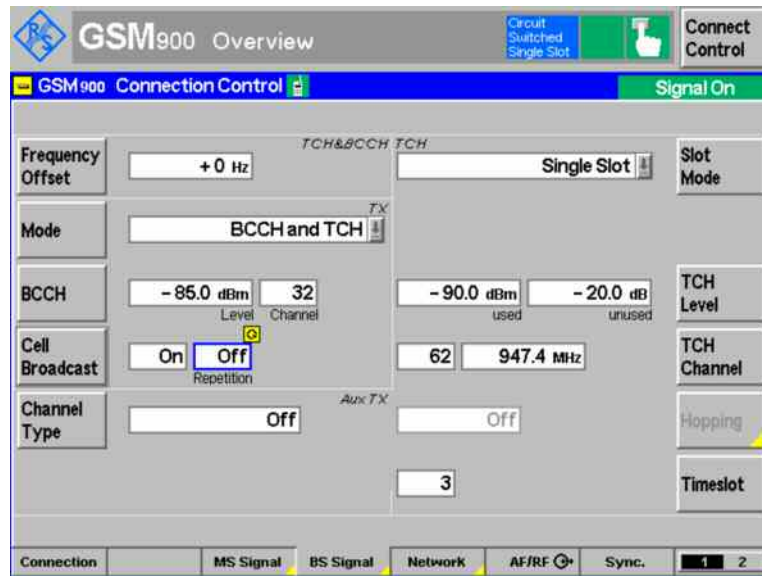 R&S GSM900 Overview
Circuit
Switched
Single Slot
Connect
Control
GSM900 Connection Control
Signal On
TCH&BCCH TCH
Frequency
Offset
+0 Hz
Single Slot
Slot
Mode
TX
Mode
BCCH and TCH
BCCH
-85.0 dBm
32
-90.0 dBm
-20.0 dB
TCH
Level
Level Channel
used
unused
Cell
Broadcast
On
Off
62
947.4 MHz
TCH
Channel
Repetition
Aux TX
Channel
Type
Off
Off
Hopping
3
Timeslot
Connection
MS Signal
BS Signal
Network
AF/RF
Sync.
1 2